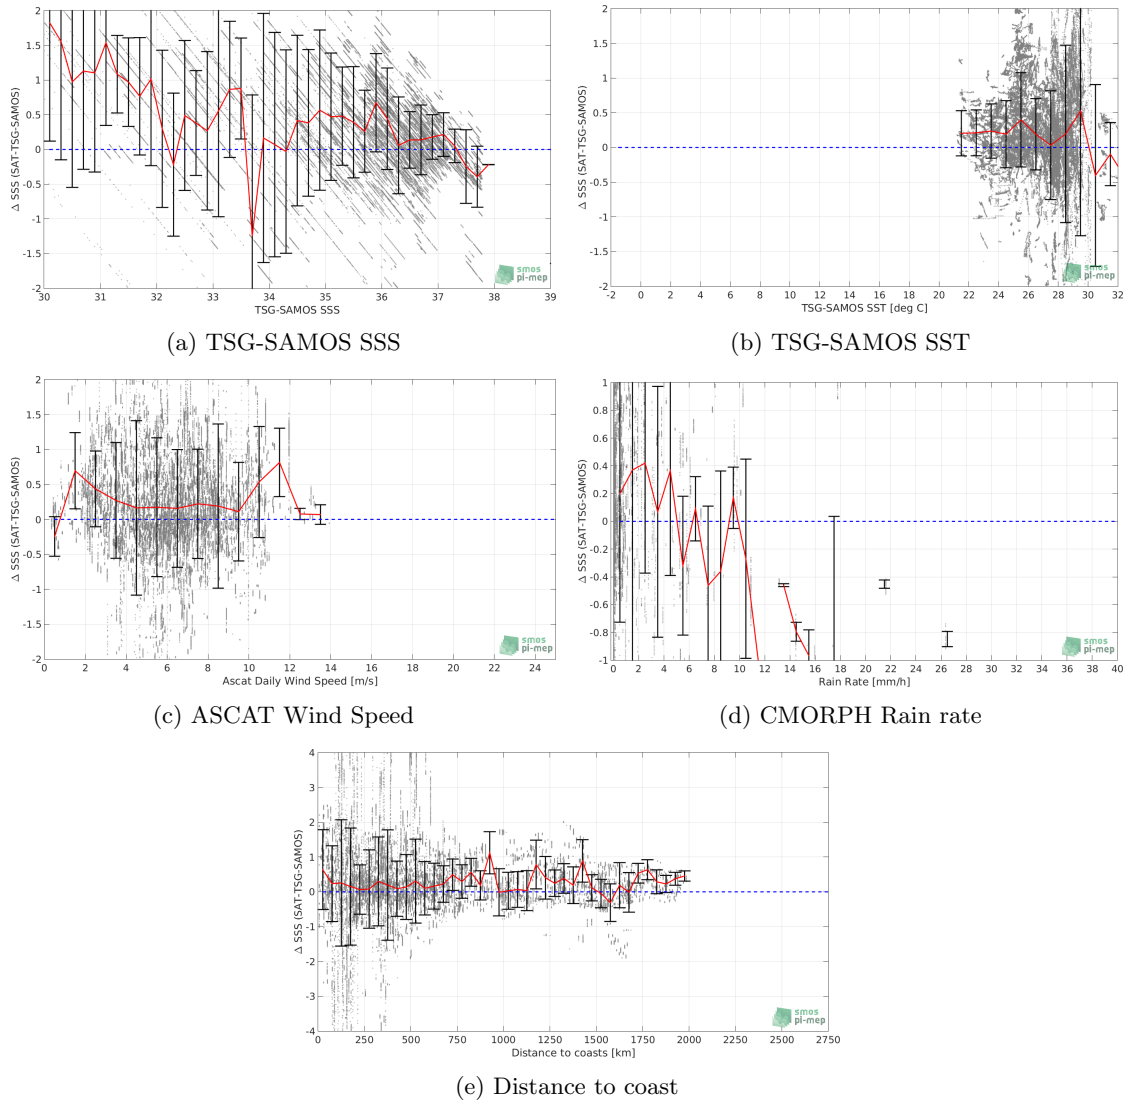 2
1.5
1
0.5
0
-0.5
-1
-1.5
-2
Δ SSS (SAT-TSG-SAMOS)
30 31 32 33 34 35 36 37 38 39
TSG-SAMOS SSS
smos
pi-mep
(a) TSG-SAMOS SSS
2
1.5
1
0.5
0
-0.5
-1
-1.5
-2
Δ SSS (SAT-TSG-SAMOS)
-2 0 2 4 6 8 10 12 14 16 18 20 22 24 26 28 30 32
TSG-SAMOS SST [deg C]
smos
pi-mep
(b) TSG-SAMOS SST
2
1.5
1
0.5
0
-0.5
-1
-1.5
-2
Δ SSS (SAT-TSG-SAMOS)
0 2 4 6 8 10 12 14 16 18 20 22 24
Ascat Daily Wind Speed [m/s]
smos
pi-mep
(c) ASCAT Wind Speed
1
0.8
0.6
0.4
0.2
0
-0.2
-0.4
-0.6
-0.8
-1
Δ SSS (SAT-TSG-SAMOS)
0 2 4 6 8 10 12 14 16 18 20 22 24 26 28 30 32 34 36 38 40
Rain Rate [mm/h]
smos
pi-mep
(d) CMORPH Rain rate
4
3
2
1
0
-1
-2
-3
-4
Δ SSS (SAT-TSG-SAMOS)
0 250 500 750 1000 1250 1500 1750 2000 2250 2500 2750
Distance to coasts [km]
smos
pi-mep
(e) Distance to coast